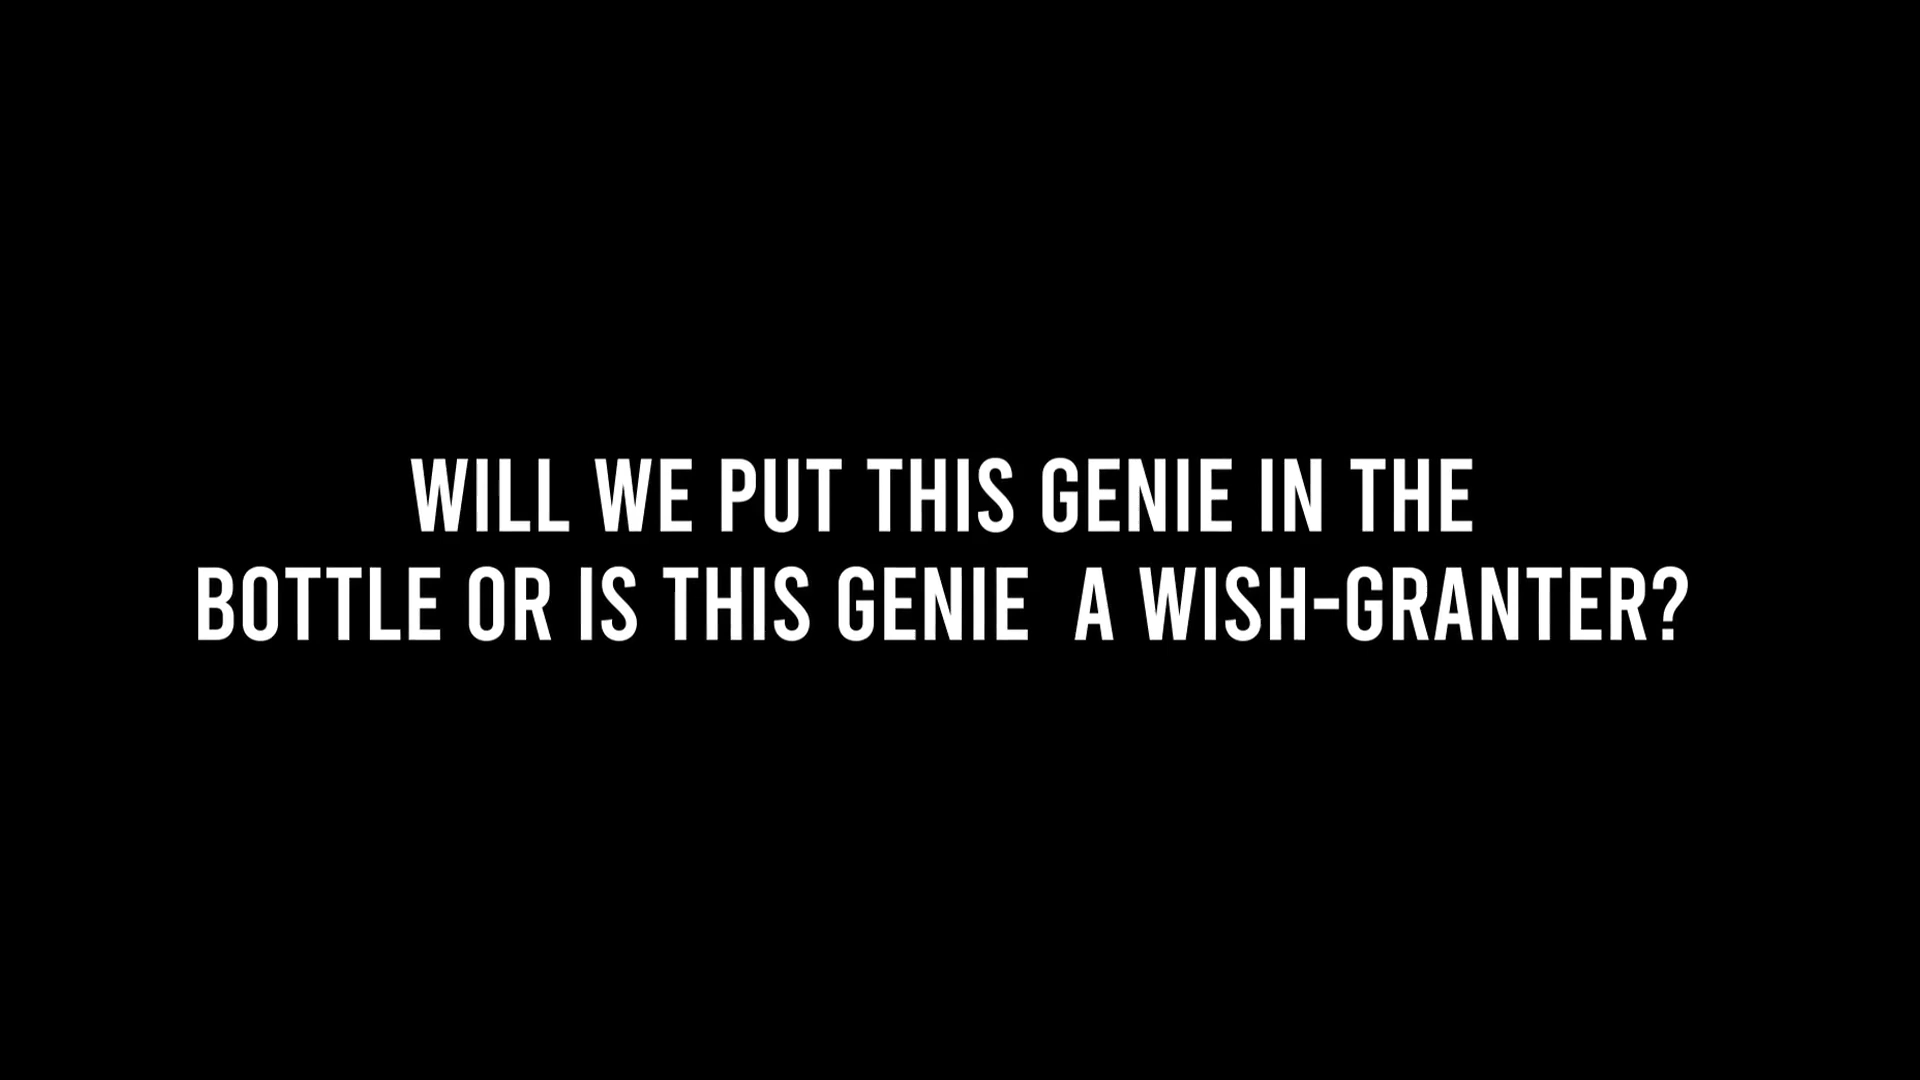 WILL WE PUT THIS GENIE IN THE
BOTTLE OR IS THIS GENIE  A WISH-GRANTER?